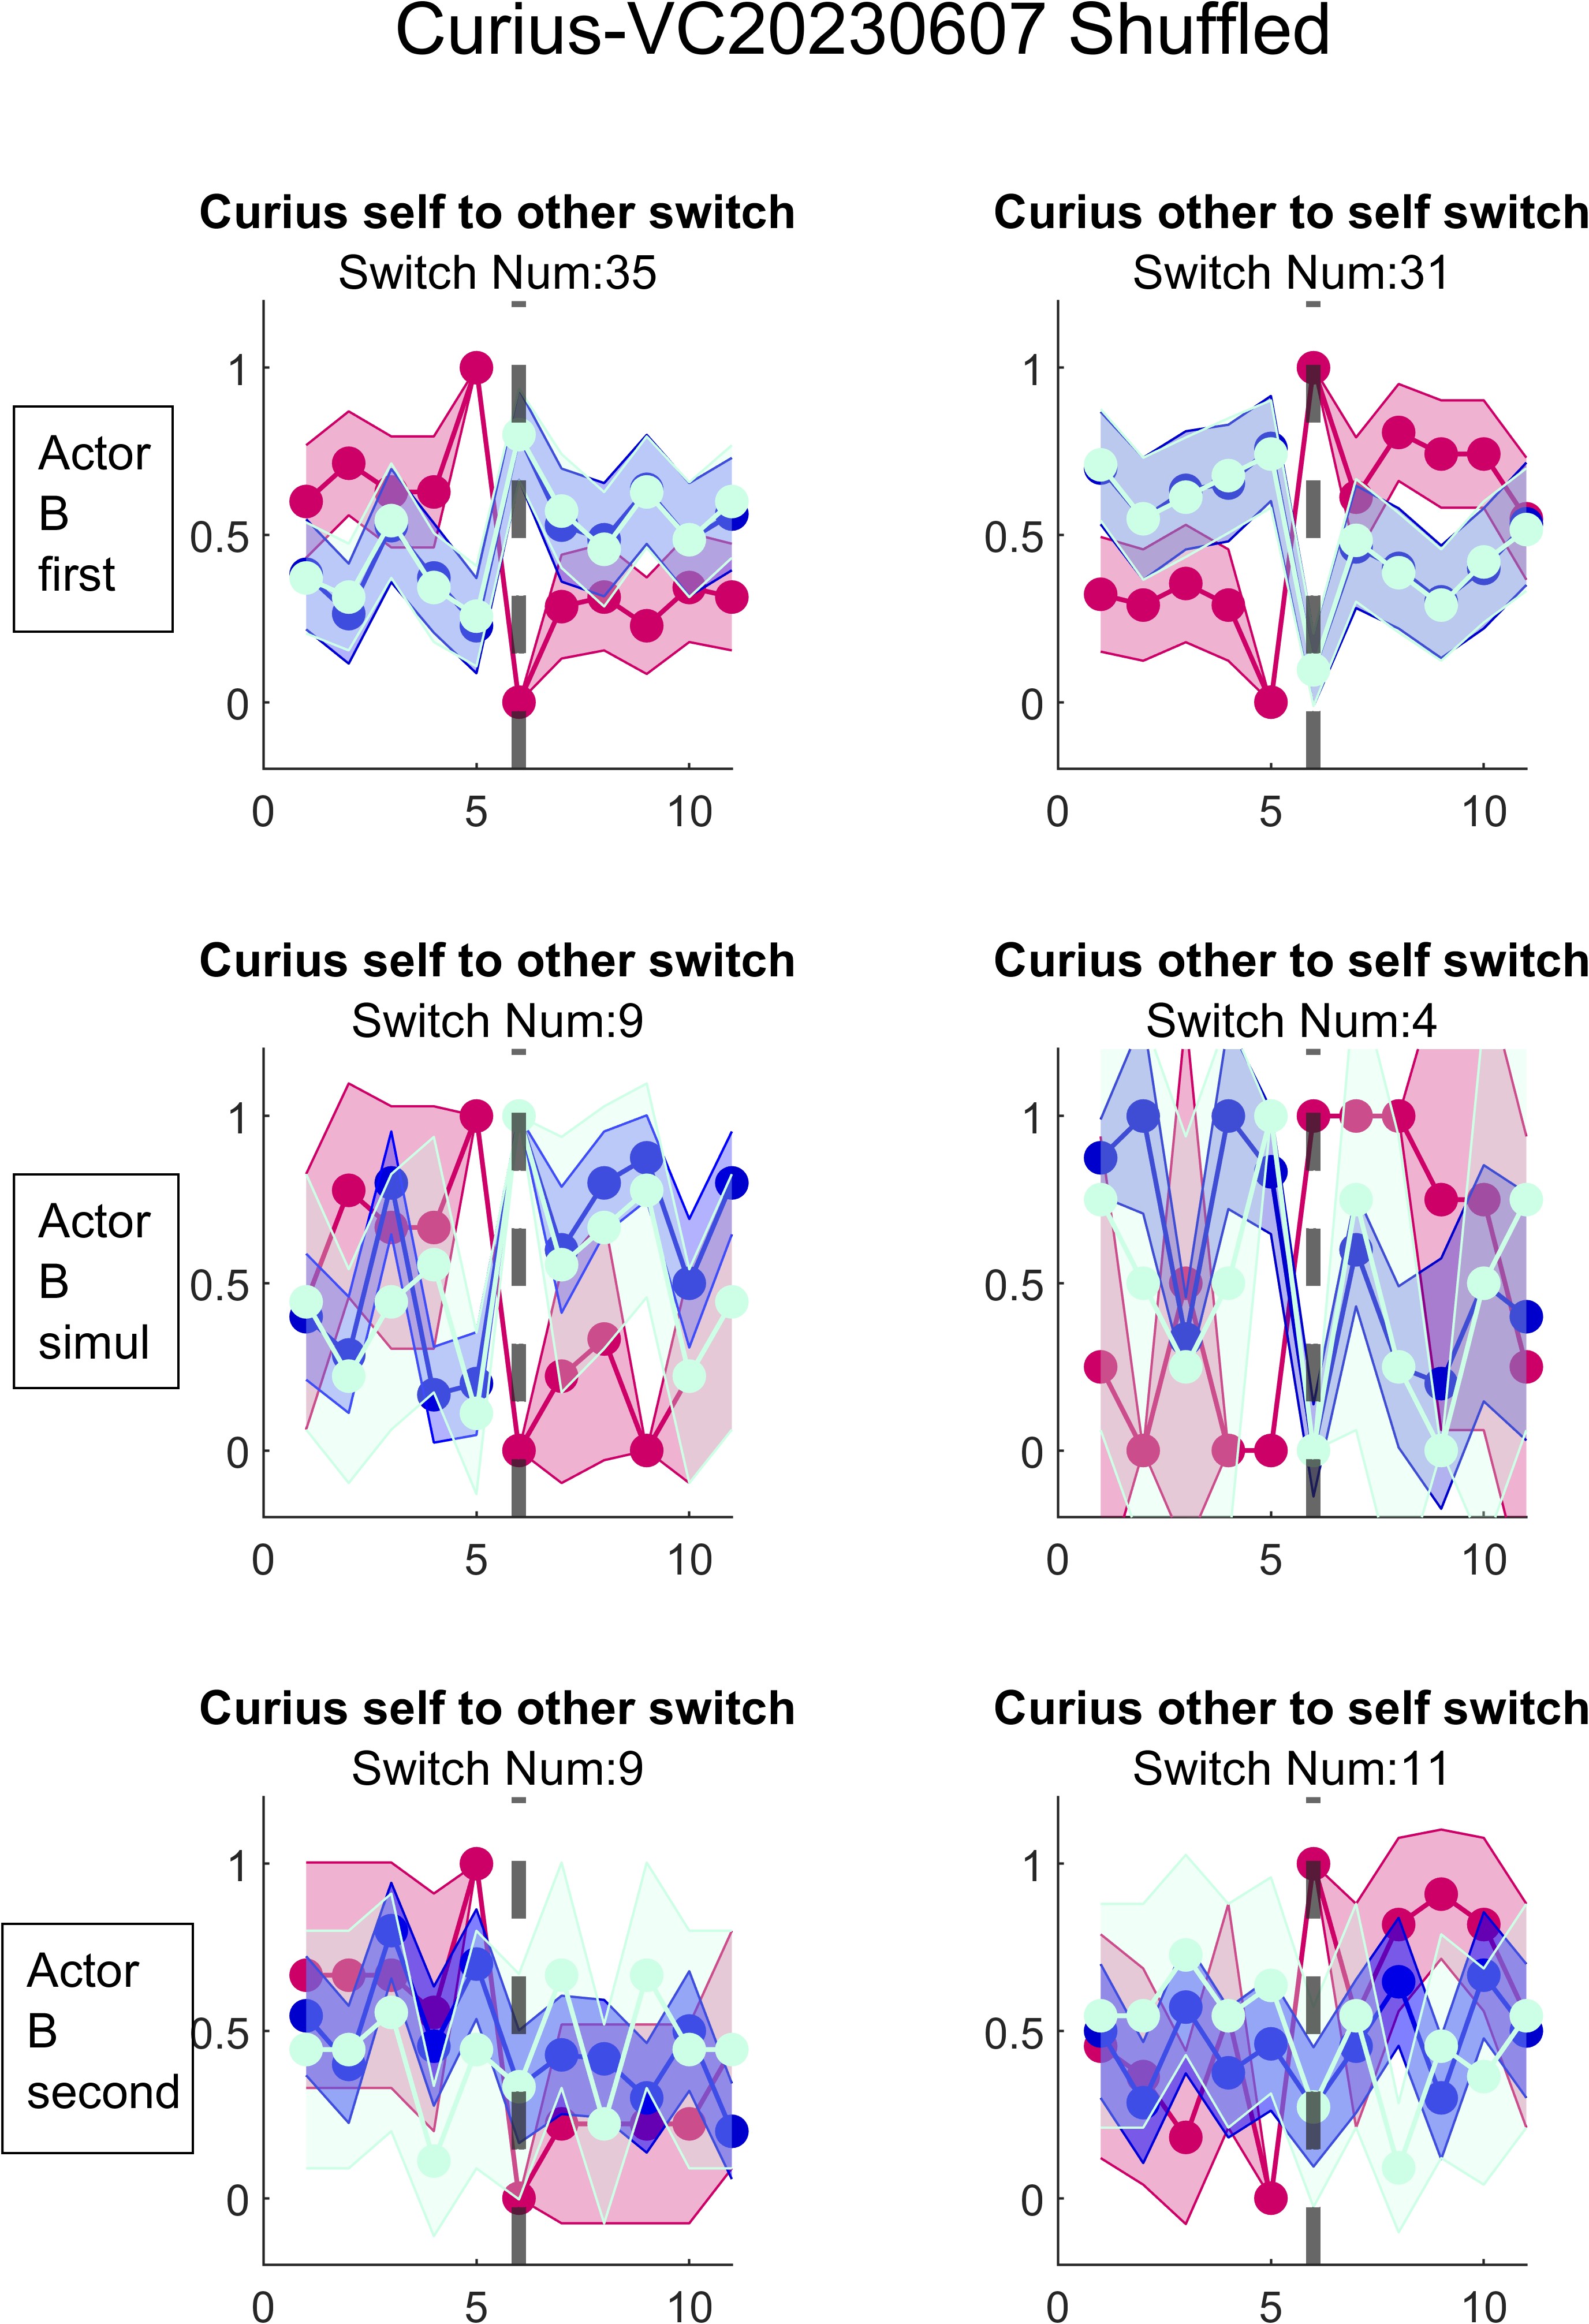 Curius-VC20230607 Shuffled
Curius self to other switch
Switch Num:35
Curius other to self switch
Switch Num:31
Actor
B
first
1
0.5
0
0 5 10
1
0.5
0
0 5 10
Curius self to other switch
Switch Num:9
Curius other to self switch
Switch Num:4
Actor
B
simul
1
0.5
0
0 5 10
1
0.5
0
0 5 10
Curius self to other switch
Switch Num:9
Curius other to self switch
Switch Num:11
Actor
B
second
1
0.5
0
0 5 10
1
0.5
0
0 5 10